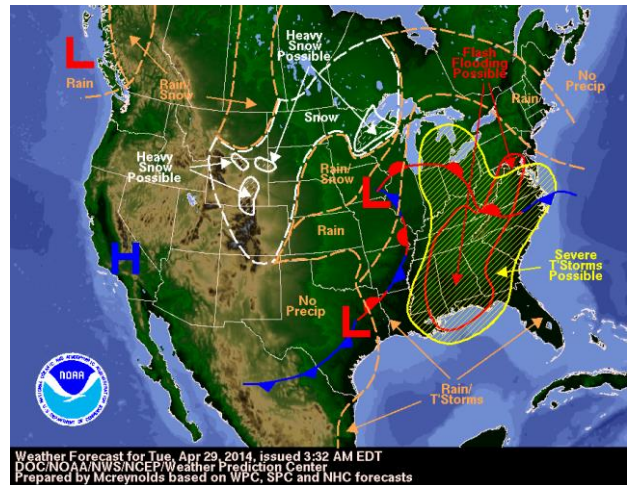 Heavy
Snow
Possible
Flash
Flooding
Possible
L
Rain
Rain/
Snow
No
Precip
Rain/
Snow
Heavy
Snow
Possible
Rain/
Snow
L
Rain
H
Severe
T'Storms
Possible
No
Precip
L
NOAA
Rain/
T'Storms
Weather Forecast for Tue, Apr 29, 2014, issued 3:32 AM EDT
DOC/NOAA/NWS/NCEP/Weather Prediction Center
Prepared by Mcreynolds based on WPC, SPC and NHC forecasts